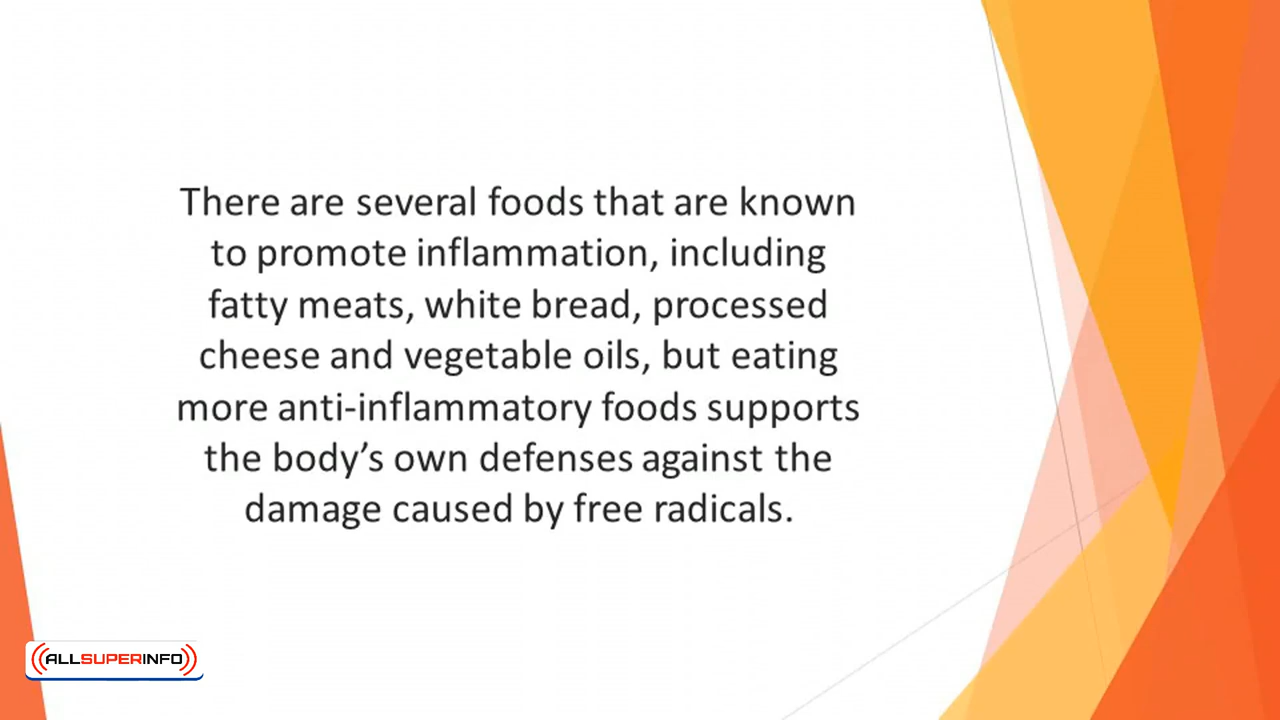 There are several foods that are known
to promote inflammation, including
fatty meats, white bread, processed
cheese and vegetable oils, but eating
more anti-inflammatory foods supports
the body’s own defenses against the
damage caused by free radicals.
ALLSUPERINFO